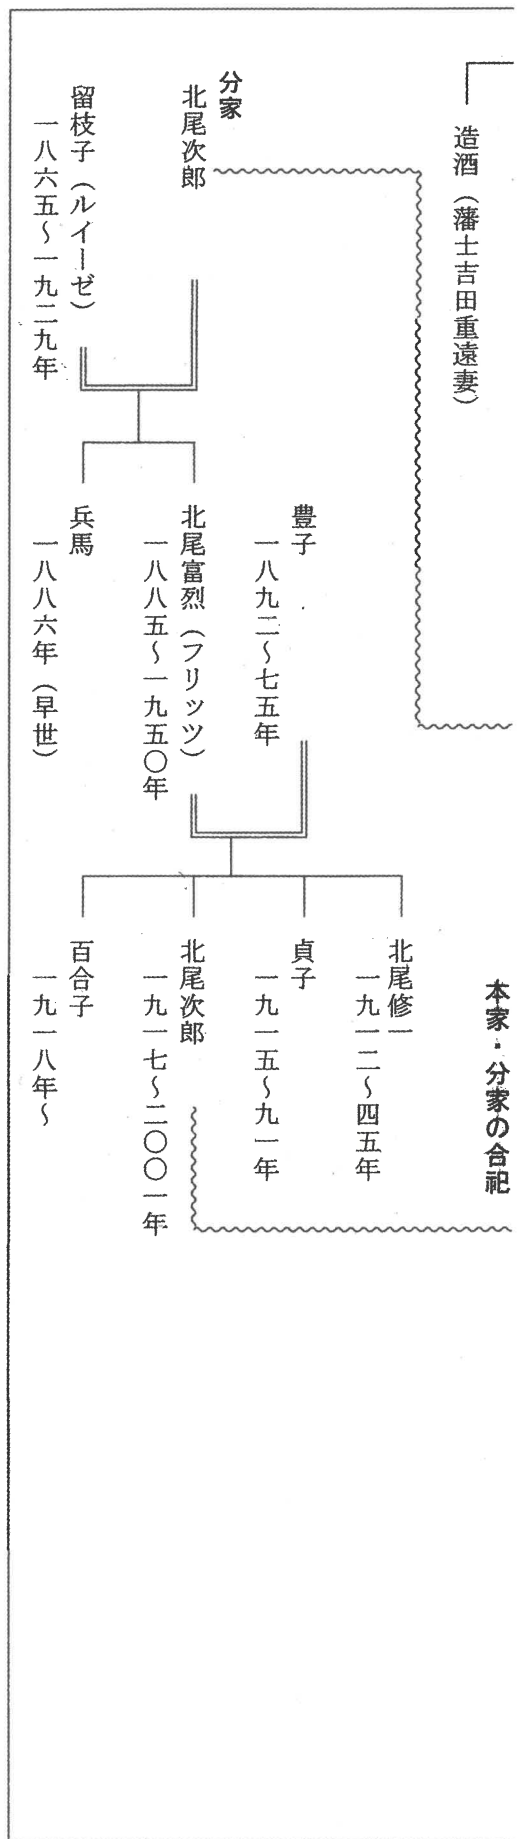 造酒（藩士吉田重遠妻）
本家・分家の合祀
分家
北尾次郎
留枝子（ルイーゼ）
一八六五～一九二九年
豊子
一八九二～七五年
北尾富烈（フリッツ）
一八八五～一九五〇年
兵馬
一八八六年（早世）
北尾修一
一九一二～四五年
貞子
一九一五～九一年
北尾次郎
一九一七～二〇〇一年
百合子
一九一八年～